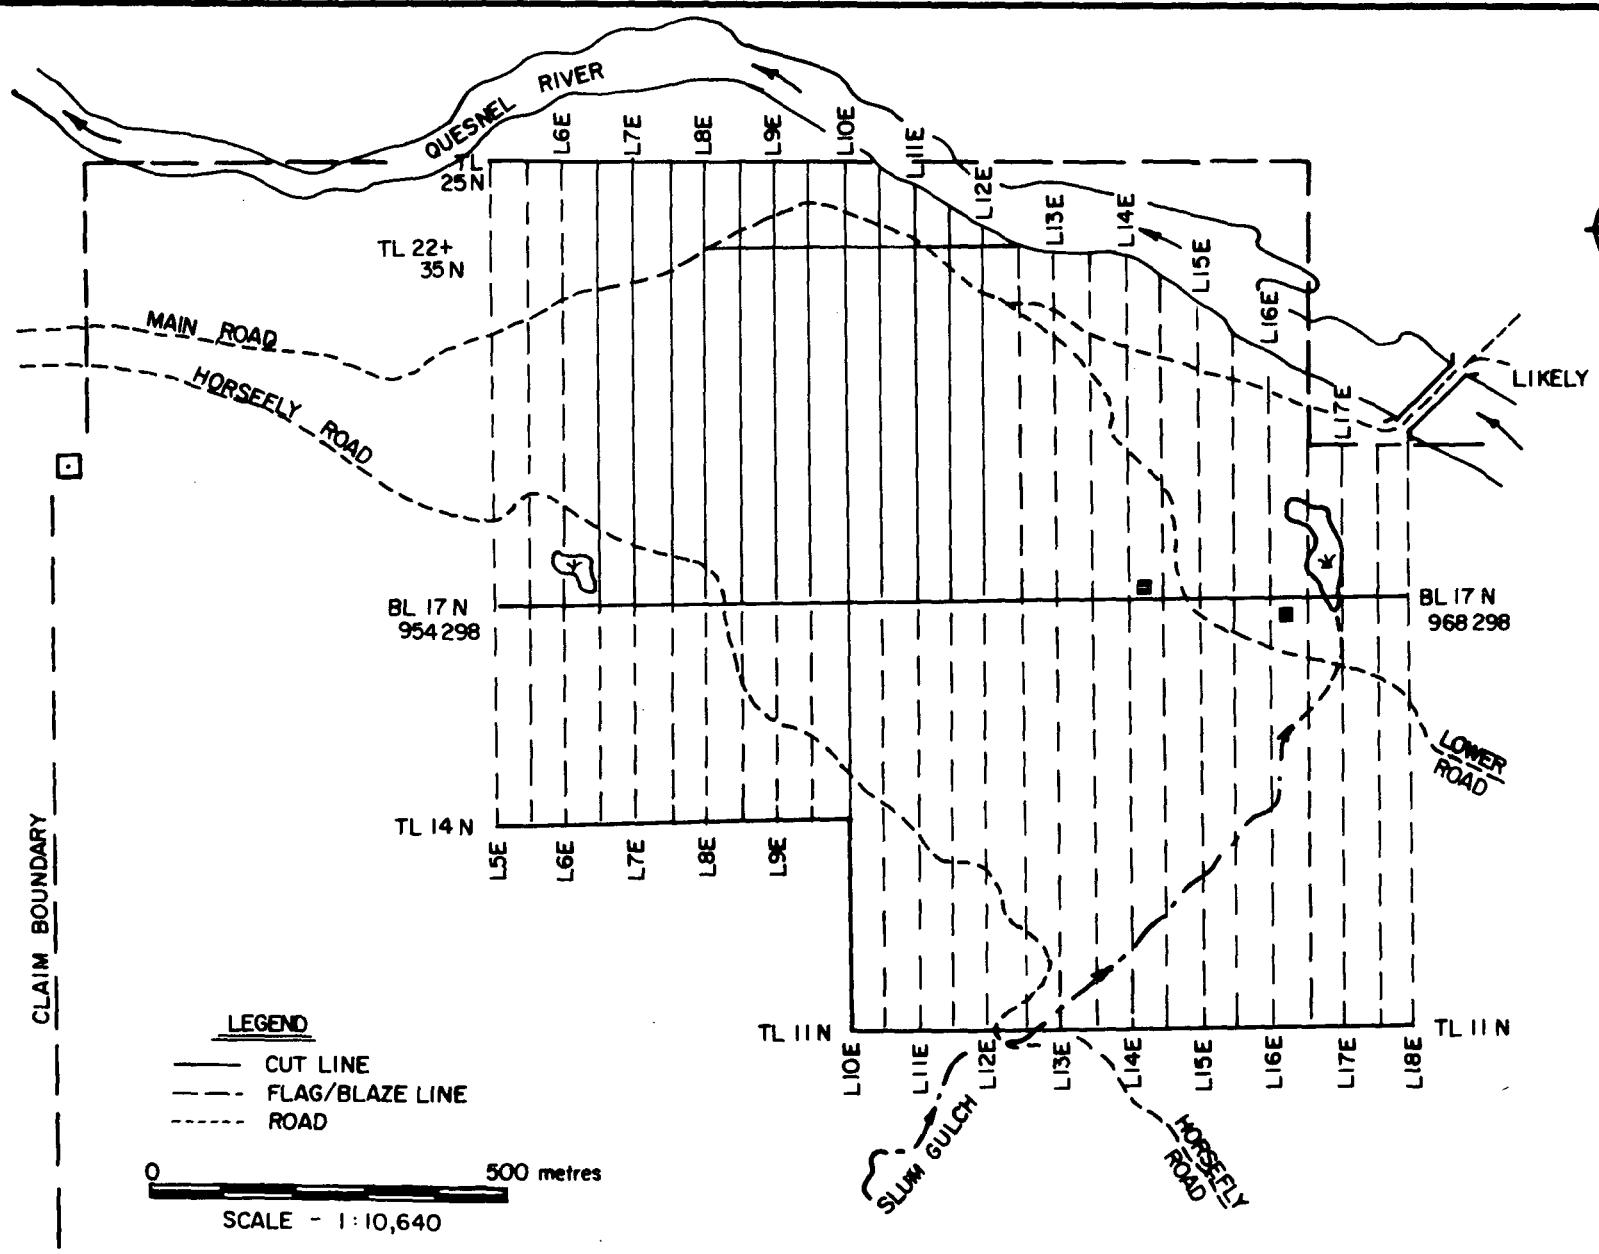 QUESNEL RIVER
L6E
L7E
L8E
L9E
L10E
L11E
L12E
L13E
L14E
L15E
L16E
L17E
TL
25N
TL 22+
35N
MAIN ROAD
HORSEELY ROAD
LIKELY
BL 17 N
954 298
BL 17 N
968 298
LOWER
ROAD
TL 14 N
L5E
L6E
L7E
L8E
L9E
CLAIM BOUNDARY
TL 11 N
TL 11 N
L10E
L11E
L12E
L13E
L14E
L15E
L16E
L17E
L18E
SLUM GULCH
HORSEFLY
ROAD
LEGEND
CUT LINE
FLAG/BLAZE LINE
ROAD
0 500 metres
SCALE - 1:10,640